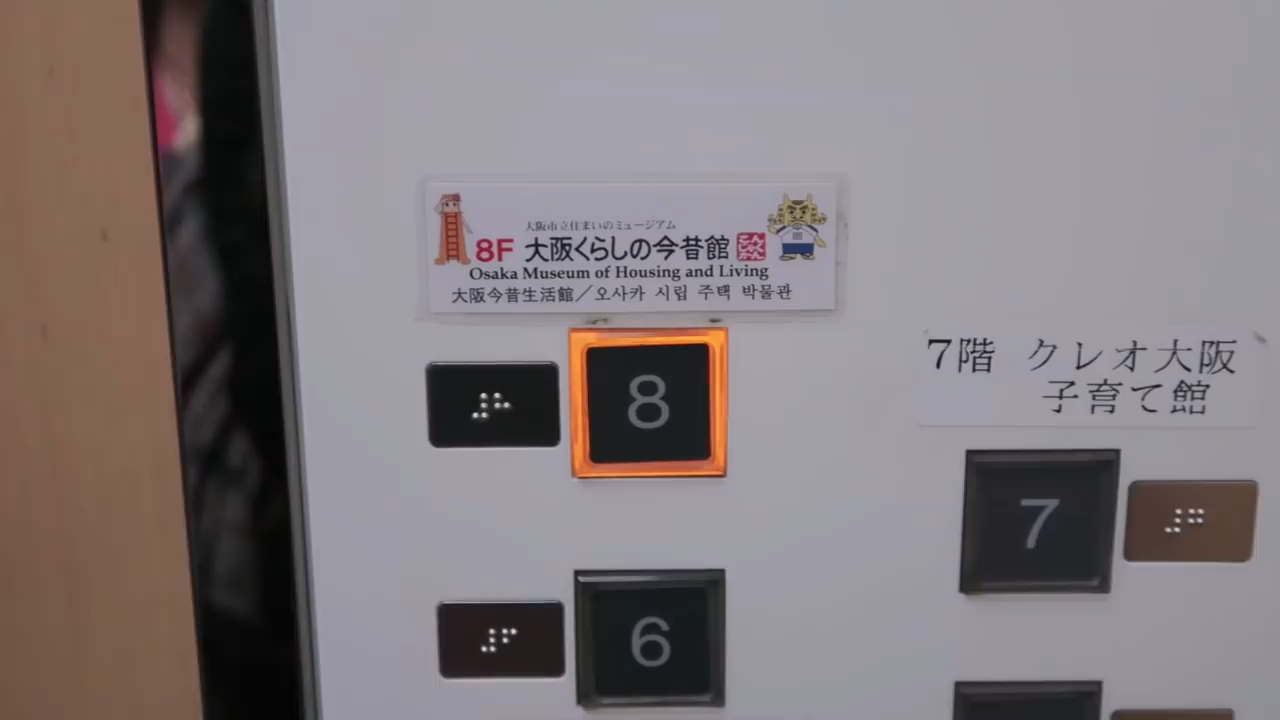 大阪市立住まいのミュージアム
8F 大阪くらしの今昔館
Osaka Museum of Housing and Living
大阪今昔生活館／오사카 시립 주택 박물관
8
7階 クレオ大阪
子育て館
7
6